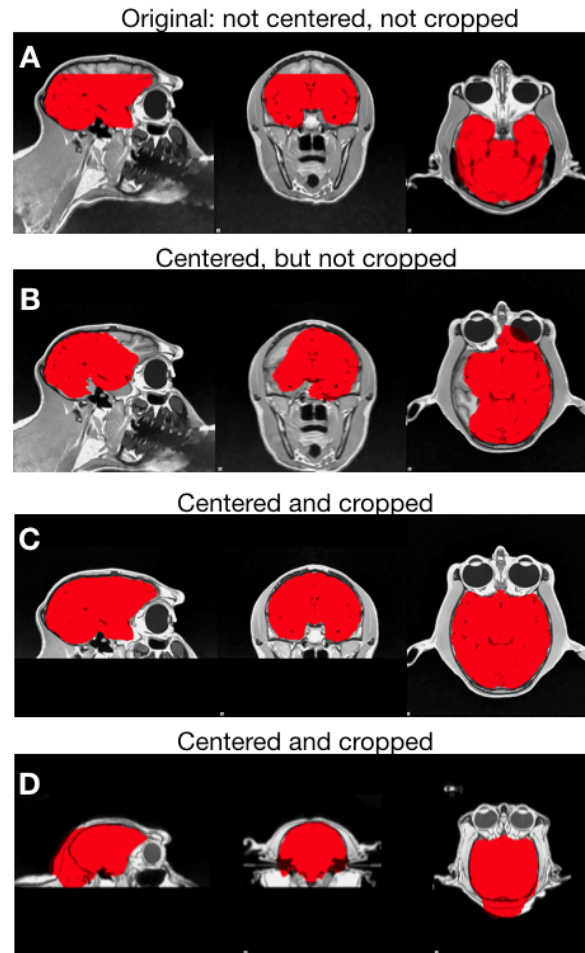 Original: not centered, not cropped
A
Centered, but not cropped
B
Centered and cropped
C
Centered and cropped
D